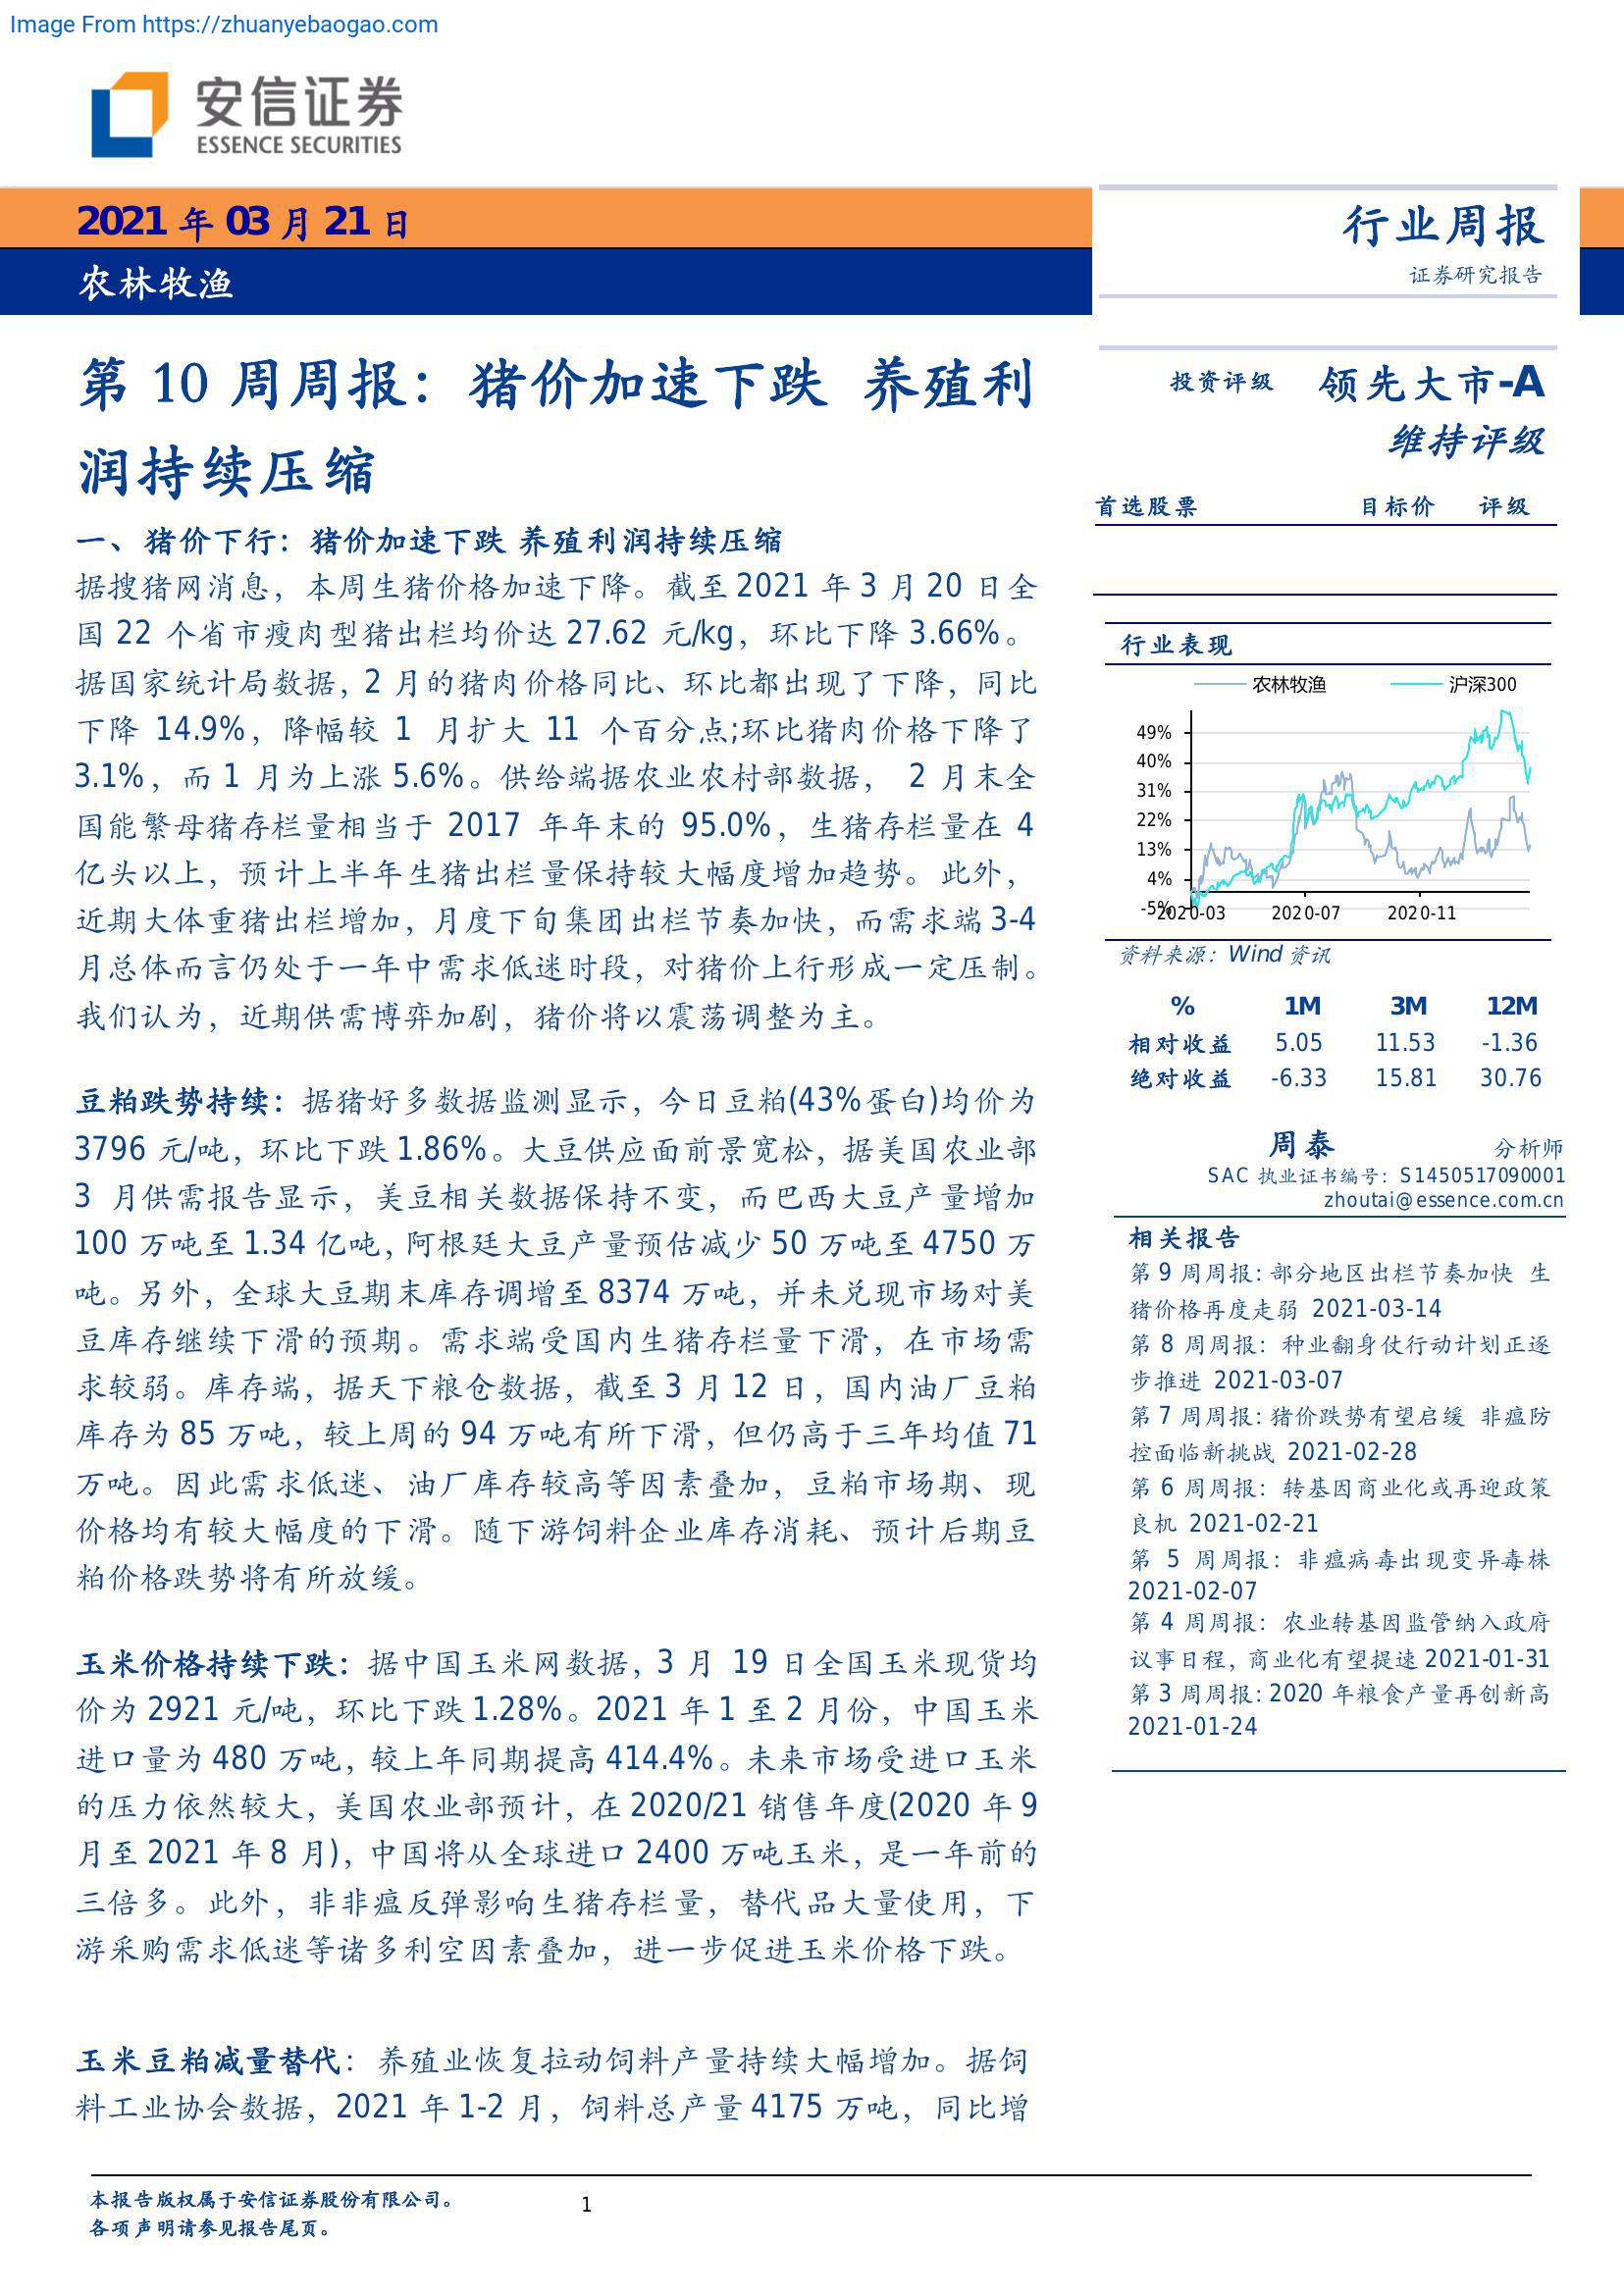 Image From https://zhuanyebaogao.com
安信证券
ESSENCE SECURITIES
2021 年 03 月 21 日
农林牧渔
行业周报
证券研究报告
第 10 周周报：猪价加速下跌 养殖利
润持续压缩
一、猪价下行：猪价加速下跌 养殖利润持续压缩
据搜猪网消息，本周生猪价格加速下降。截至 2021 年 3 月 20 日全
国 22 个省市瘦肉型猪出栏均价达 27.62 元/kg，环比下降 3.66%。
据国家统计局数据，2 月的猪肉价格同比、环比都出现了下降，同比
下降 14.9%，降幅较 1 月扩大 11 个百分点;环比猪肉价格下降了
3.1%，而 1 月为上涨 5.6%。供给端据农业农村部数据， 2 月末全
国能繁母猪存栏量相当于 2017 年年末的 95.0%，生猪存栏量在 4
亿头以上，预计上半年生猪出栏量保持较大幅度增加趋势。此外，
近期大体重猪出栏增加，月度下旬集团出栏节奏加快，而需求端 3-4
月总体而言仍处于一年中需求低迷时段，对猪价上行形成一定压制。
我们认为，近期供需博弈加剧，猪价将以震荡调整为主。
豆粕跌势持续：据猪好多数据监测显示，今日豆粕(43%蛋白)均价为
3796 元/吨，环比下跌 1.86%。大豆供应面前景宽松，据美国农业部
3 月供需报告显示，美豆相关数据保持不变，而巴西大豆产量增加
100 万吨至 1.34 亿吨，阿根廷大豆产量预估减少 50 万吨至 4750 万
吨。另外，全球大豆期末库存调增至 8374 万吨，并未兑现市场对美
豆库存继续下滑的预期。需求端受国内生猪存栏量下滑，在市场需
求较弱。库存端，据天下粮仓数据，截至 3 月 12 日，国内油厂豆粕
库存为 85 万吨，较上周的 94 万吨有所下滑，但仍高于三年均值 71
万吨。因此需求低迷、油厂库存较高等因素叠加，豆粕市场期、现
价格均有较大幅度的下滑。随下游饲料企业库存消耗、预计后期豆
粕价格跌势将有所放缓。
玉米价格持续下跌：据中国玉米网数据，3 月 19 日全国玉米现货均
价为 2921 元/吨，环比下跌 1.28%。2021 年 1 至 2 月份，中国玉米
进口量为 480 万吨，较上年同期提高 414.4%。未来市场受进口玉米
的压力依然较大，美国农业部预计，在 2020/21 销售年度(2020 年 9
月至 2021 年 8 月)，中国将从全球进口 2400 万吨玉米，是一年前的
三倍多。此外，非非瘟反弹影响生猪存栏量，替代品大量使用，下
游采购需求低迷等诸多利空因素叠加，进一步促进玉米价格下跌。
玉米豆粕减量替代：养殖业恢复拉动饲料产量持续大幅增加。据饲
料工业协会数据，2021 年 1-2 月，饲料总产量 4175 万吨，同比增
投资评级 领先大市-A
维持评级
首选股票 目标价 评级
行业表现
农林牧渔 沪深300
49%
40%
31%
22%
13%
4%
-5%
2020-03 2020-07 2020-11
资料来源：Wind 资讯
% 1M 3M 12M
相对收益 5.05 11.53 -1.36
绝对收益 -6.33 15.81 30.76
周泰 分析师
SAC 执业证书编号：S1450517090001
zhoutai@essence.com.cn
相关报告
第 9 周周报：部分地区出栏节奏加快 生
猪价格再度走弱 2021-03-14
第 8 周周报：种业翻身仗行动计划正逐
步推进 2021-03-07
第 7 周周报：猪价跌势有望启缓 非瘟防
控面临新挑战 2021-02-28
第 6 周周报：转基因商业化或再迎政策
良机 2021-02-21
第 5 周周报：非瘟病毒出现变异毒株
2021-02-07
第 4 周周报：农业转基因监管纳入政府
议事日程，商业化有望提速 2021-01-31
第 3 周周报：2020 年粮食产量再创新高
2021-01-24
本报告版权属于安信证券股份有限公司。
各项声明请参见报告尾页。
1